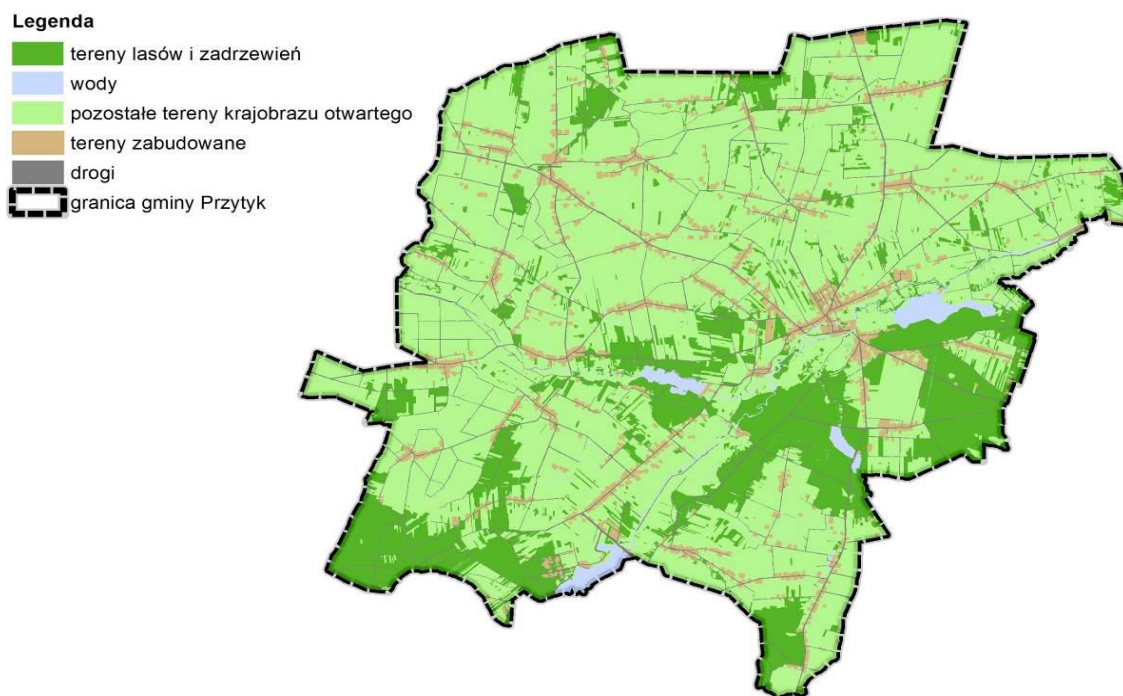 Legenda
tereny lasów i zadrzewień
wody
pozostałe tereny krajobrazu otwartego
tereny zabudowane
drogi
granica gminy Przytyk